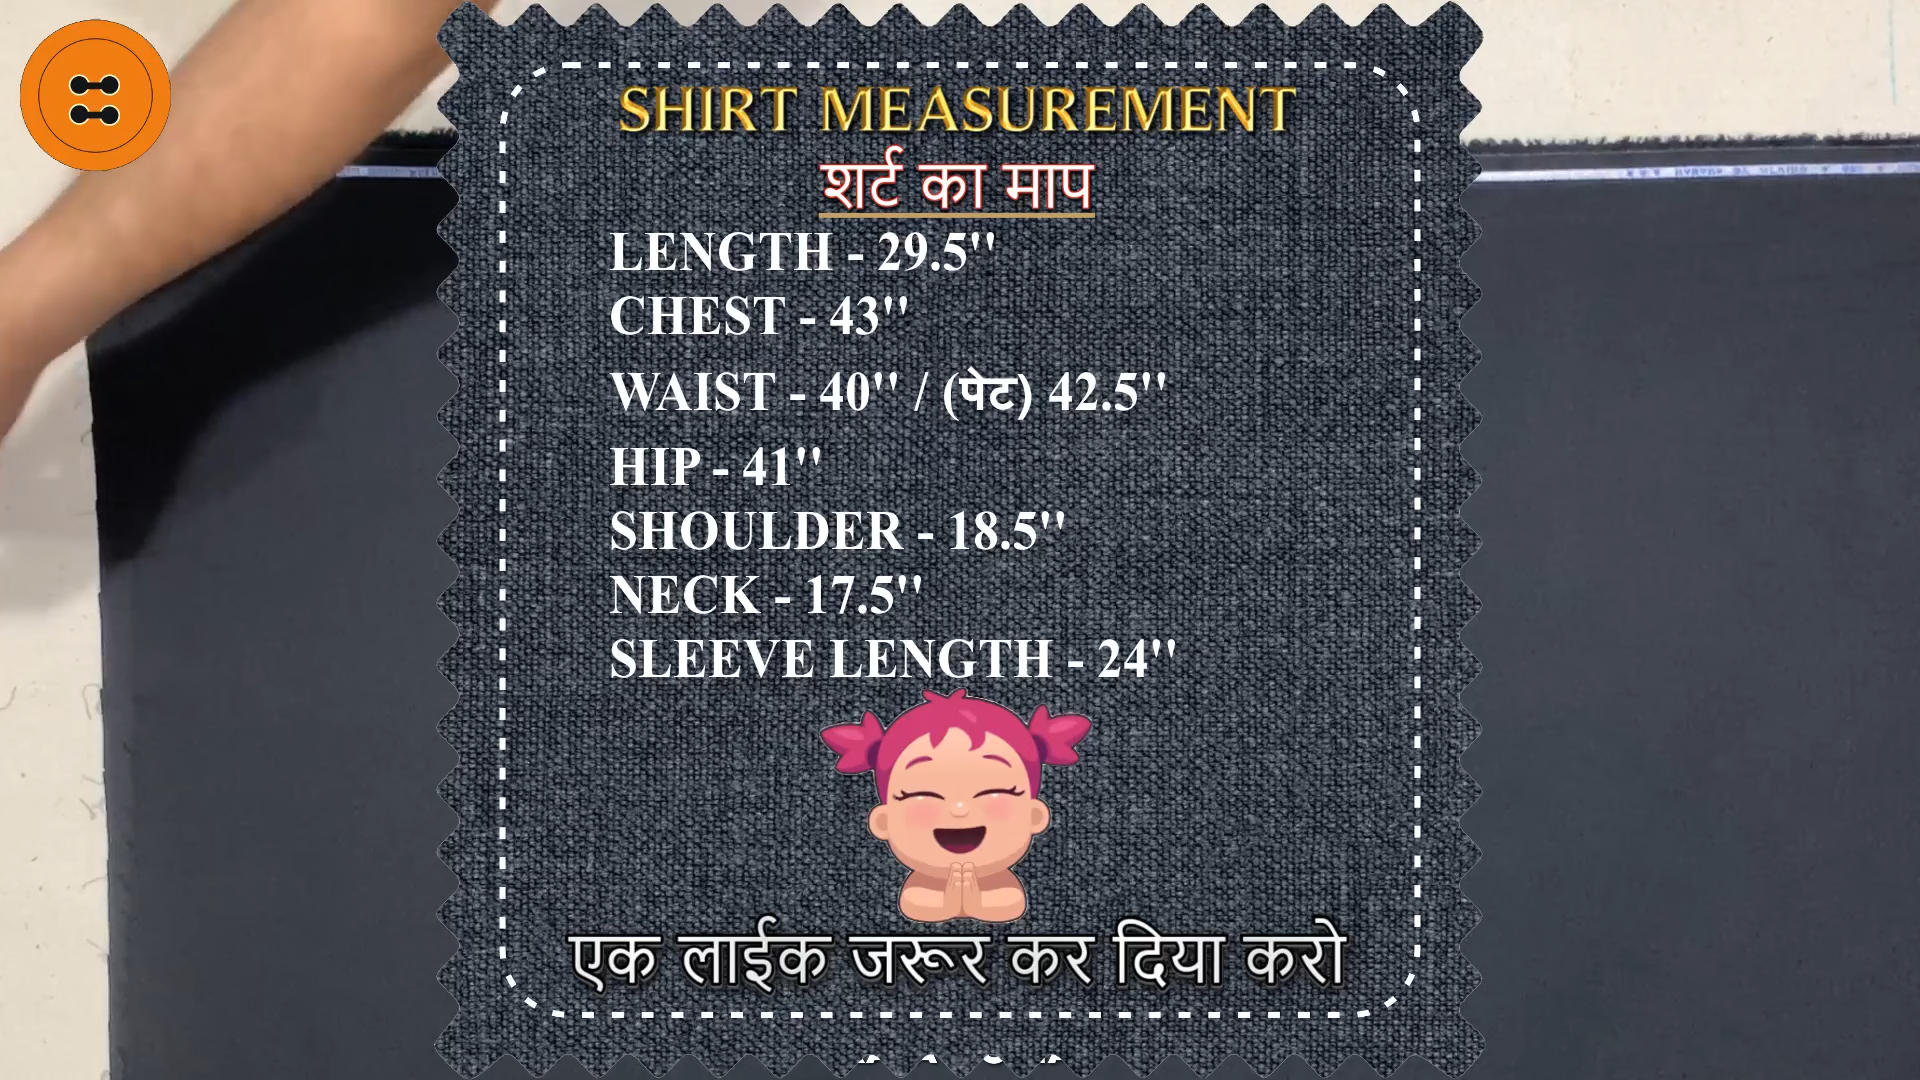 SHIRT MEASUREMENT
शर्ट का माप
LENGTH - 29.5''
CHEST - 43''
WAIST - 40'' / (पेट) 42.5''
HIP - 41''
SHOULDER - 18.5''
NECK - 17.5''
SLEEVE LENGTH - 24''
एक लाईक जरूर कर दिया करो